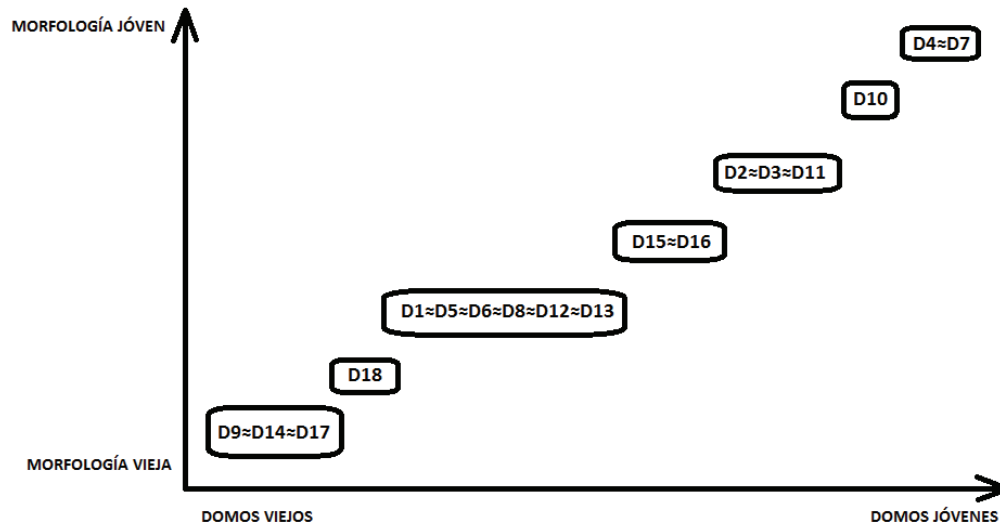 MORFOLOGÍA JÓVEN
D4≈D7
D10
D2≈D3≈D11
D15≈D16
D1≈D5≈D6≈D8≈D12≈D13
D18
D9≈D14≈D17
MORFOLOGÍA VIEJA
DOMOS VIEJOS
DOMOS JÓVENES